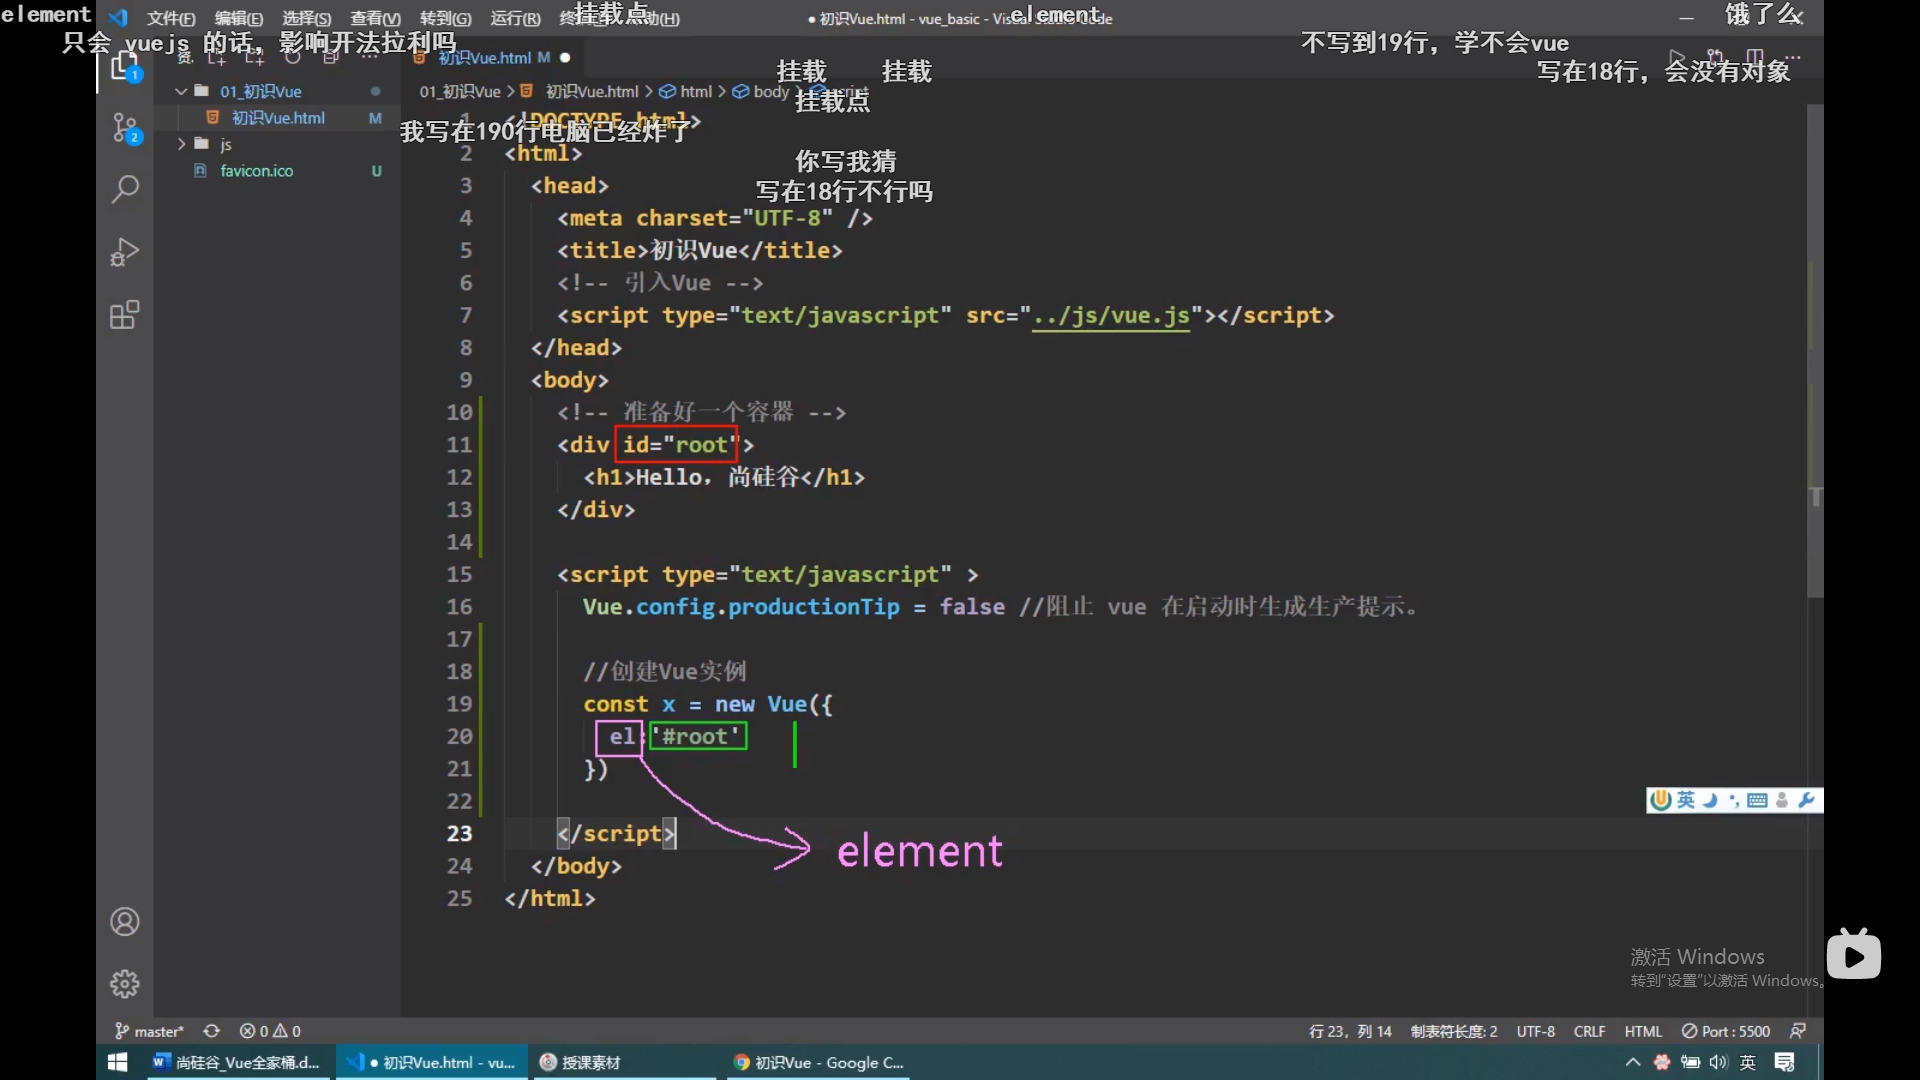 element
文件(F) 编辑(E) 选择(S) 查看(V) 转到(G) 运行(R)
挂载点
● 初识Vue.html - vue_basic - Vis
element
饿了么
只会 vuejs 的话，影响开法拉利吗
不写到19行，学不会vue
写在18行，会没有对象
初识Vue.html M ●
挂载 挂载
挂载点
01_初识Vue
初识Vue.html M
js
favicon.ico U
01_初识Vue > 初识Vue.html > html > body > script
我写在190行电脑已经炸了
你写我猜
写在18行不行吗
1 <!DOCTYPE html>
2 <html>
3 <head>
4 <meta charset="UTF-8" />
5 <title>初识Vue</title>
6 <!-- 引入Vue -->
7 <script type="text/javascript" src="../js/vue.js"></script>
8 </head>
9 <body>
10 <!-- 准备好一个容器 -->
11 <div id="root">
12 <h1>Hello，尚硅谷</h1>
13 </div>
14
15 <script type="text/javascript" >
16 Vue.config.productionTip = false //阻止 vue 在启动时生成生产提示。
17
18 //创建Vue实例
19 const x = new Vue({
20 el:'#root'
21 })
22
23 </script>
24 </body>
25 </html>
element
英
激活 Windows
转到“设置”以激活 Windows。
master* 0 0
行 23，列 14 制表符长度: 2 UTF-8 CRLF HTML Port : 5500
尚硅谷_Vue全家桶.d... ● 初识Vue.html - vu... 授课素材 初识Vue - Google C... 英